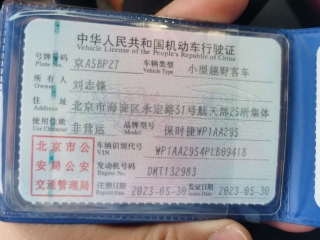 中华人民共和国机动车行驶证
Vehicle License of the People's Republic of China
号牌号码 京A5BP27 车辆类型 小型越野客车
Plate No. Vehicle Type
所有人 刘志锋
Owner
住址 北京市海淀区永定路51号航天部25所集体
Address
使用性质 非营运 品牌型号 保时捷WP1AA295
Use Character Model
北京市公安局公安交通管理局
车辆识别代号 WP1AA2954PLB09418
VIN
发动机号码 DMT132983
Engine No.
注册日期 2023-05-30 发证日期 2023-05-30
Register Date Issue Date